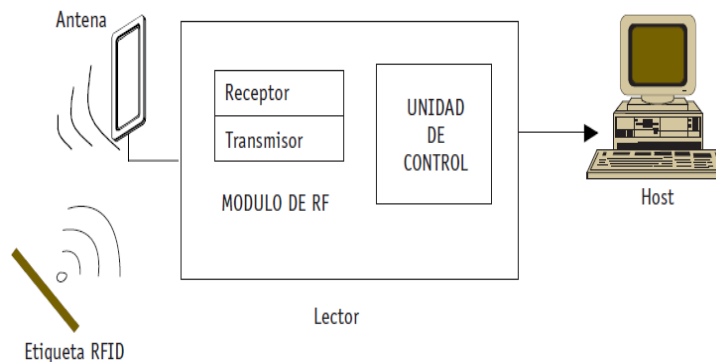 Antena
Receptor
Transmisor
MODULO DE RF
UNIDAD
DE
CONTROL
Host
Lector
Etiqueta RFID